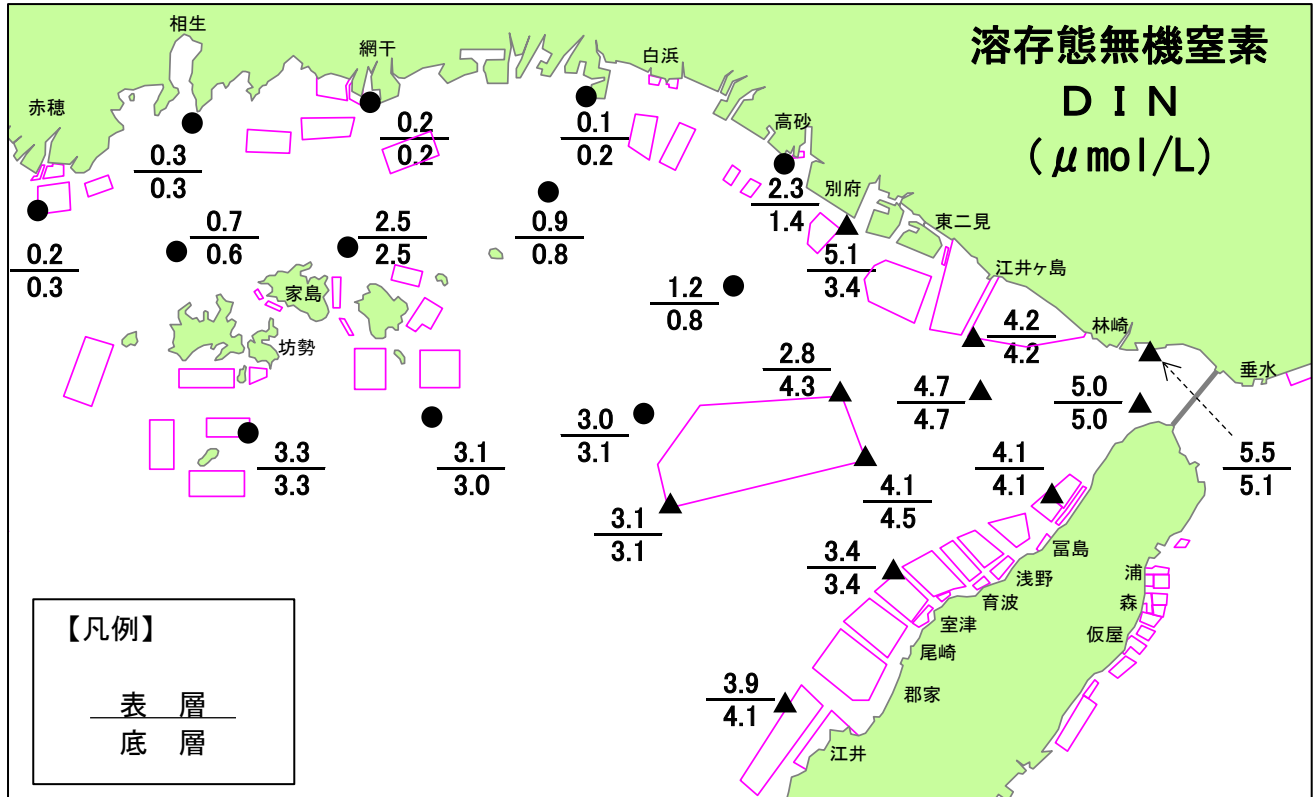 溶存態無機窒素
ＤＩＮ
(μmol/L)
相生
網干
白浜
赤穂
高砂
別府
東二見
江井ヶ島
林崎
垂水
家島
坊勢
0.3
0.3
0.2
0.2
0.1
0.2
2.3
1.4
0.2
0.3
0.7
0.6
2.5
2.5
0.9
0.8
5.1
3.4
1.2
0.8
4.2
4.2
2.8
4.3
4.7
4.7
5.0
5.0
5.5
5.1
3.3
3.3
3.1
3.0
3.0
3.1
4.1
4.5
4.1
4.1
3.1
3.1
3.4
3.4
3.9
4.1
冨島
浅野
育波
室津
尾崎
郡家
江井
浦
森
仮屋
【凡例】
表　層
底　層